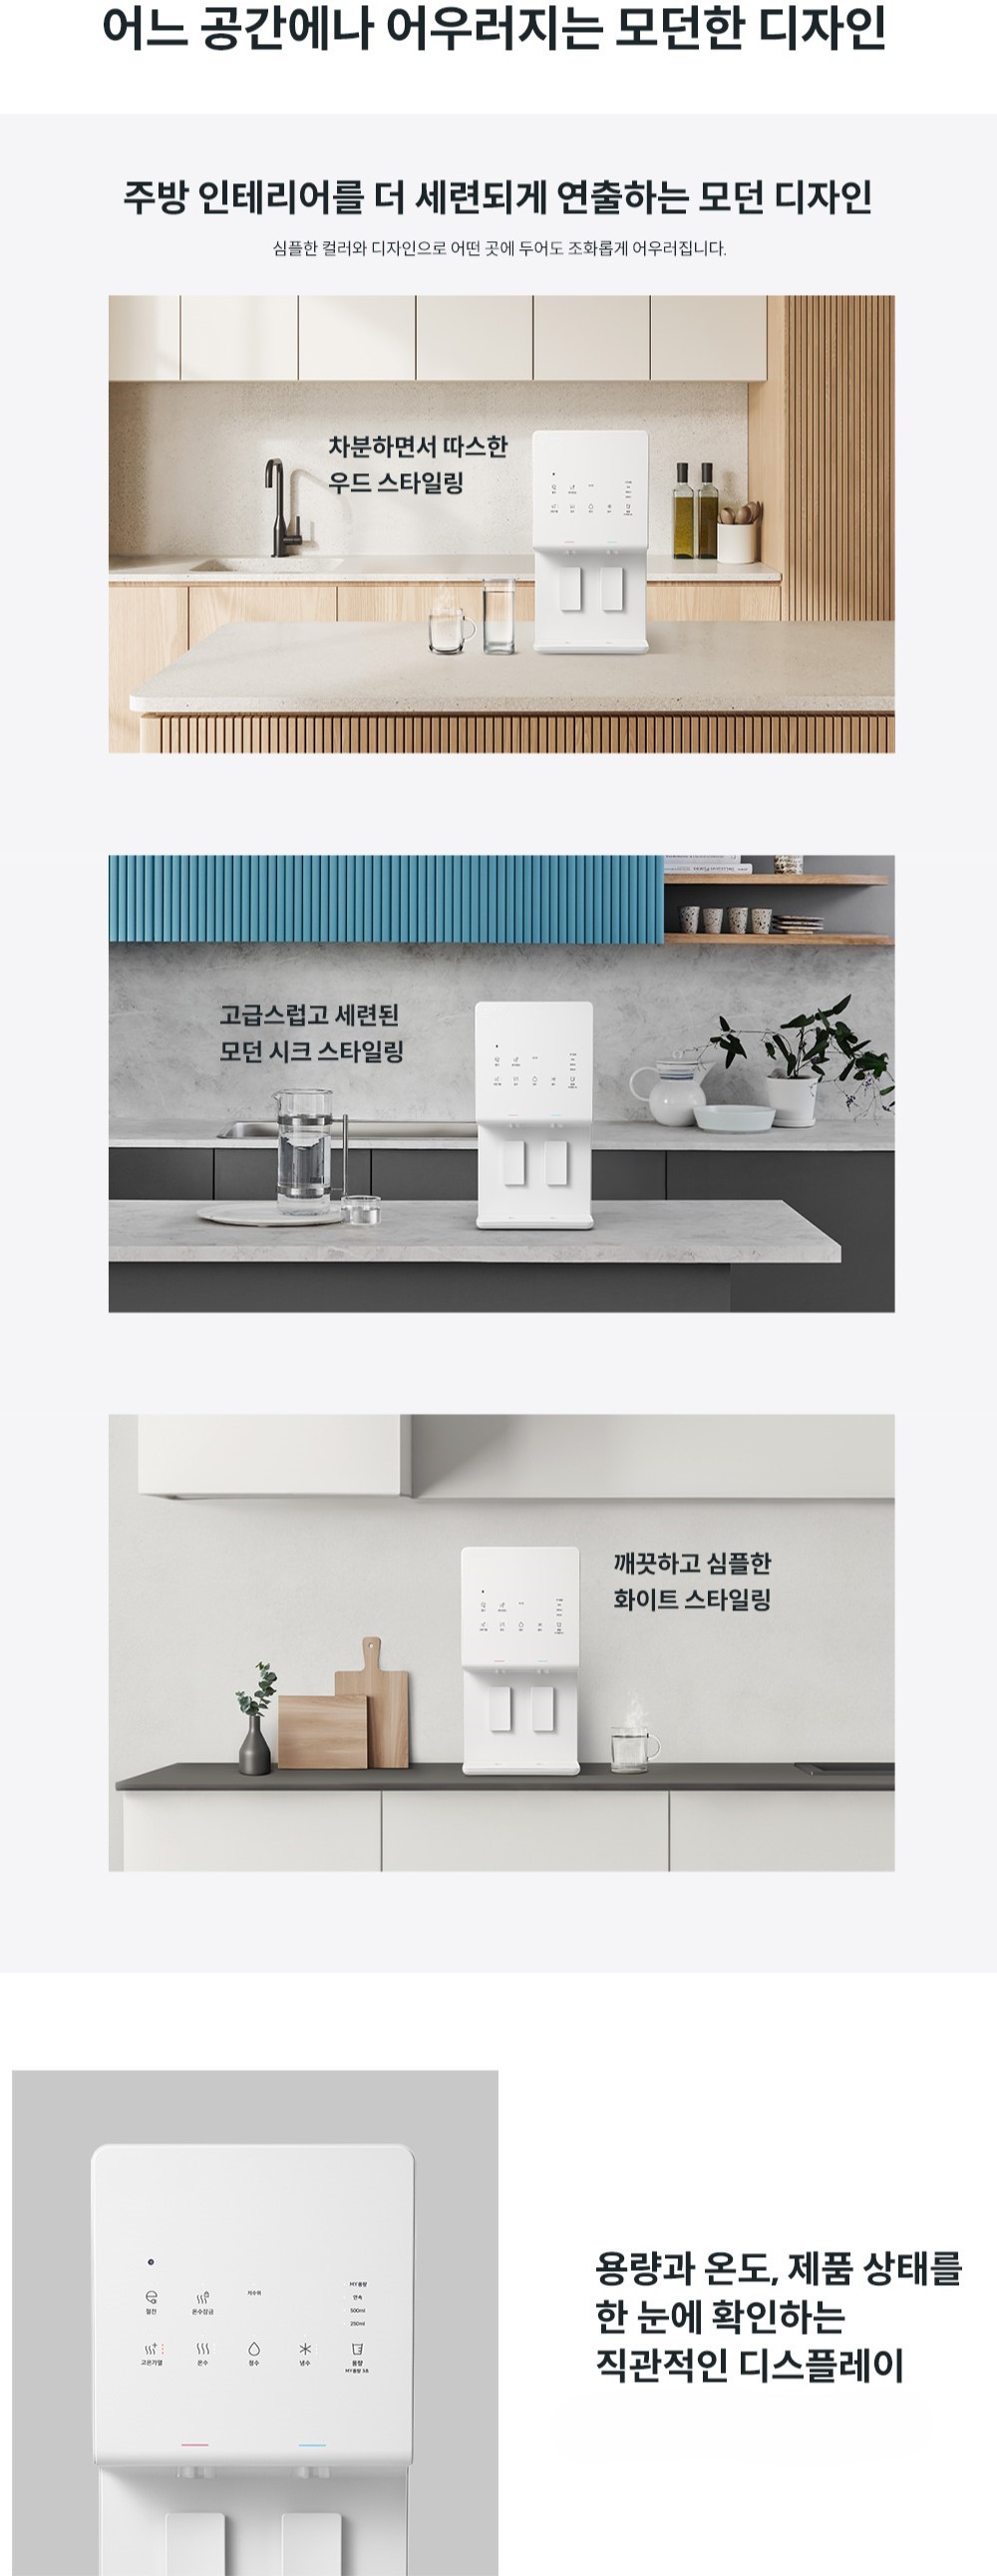 어느 공간에나 어우러지는 모던한 디자인
주방 인테리어를 더 세련되게 연출하는 모던 디자인
심플한 컬러와 디자인으로 어떤 곳에 두어도 조화롭게 어우러집니다.
차분하면서 따스한
우드 스타일링
고급스럽고 세련된
모던 시크 스타일링
깨끗하고 심플한
화이트 스타일링
용량과 온도, 제품 상태를
한 눈에 확인하는
직관적인 디스플레이
MY용량
연속
500ml
250ml
절전
온수잠금
저수위
고온가열
온수
정수
냉수
용량
MY용량 3초